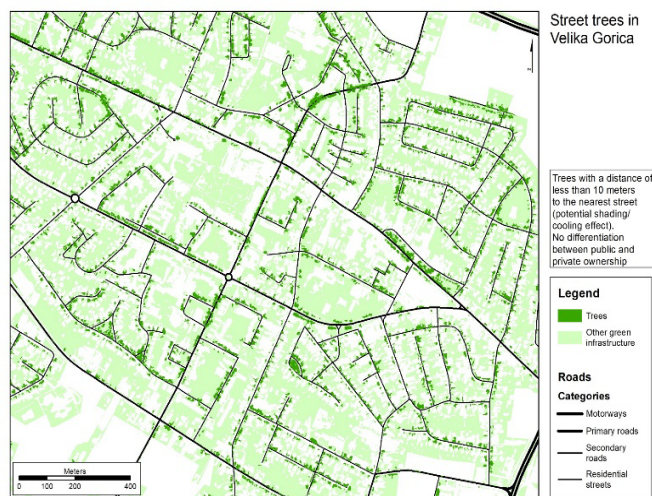 Street trees in
Velika Gorica
Trees with a distance of
less than 10 meters
to the nearest street
(potential shading/
cooling effect).
No differentiation
between public and
private ownership
Legend
Trees
Other green
infrastructure
Roads
Categories
Motorways
Primary roads
Secondary
roads
Residential
streets
Meters
0 100 200 400